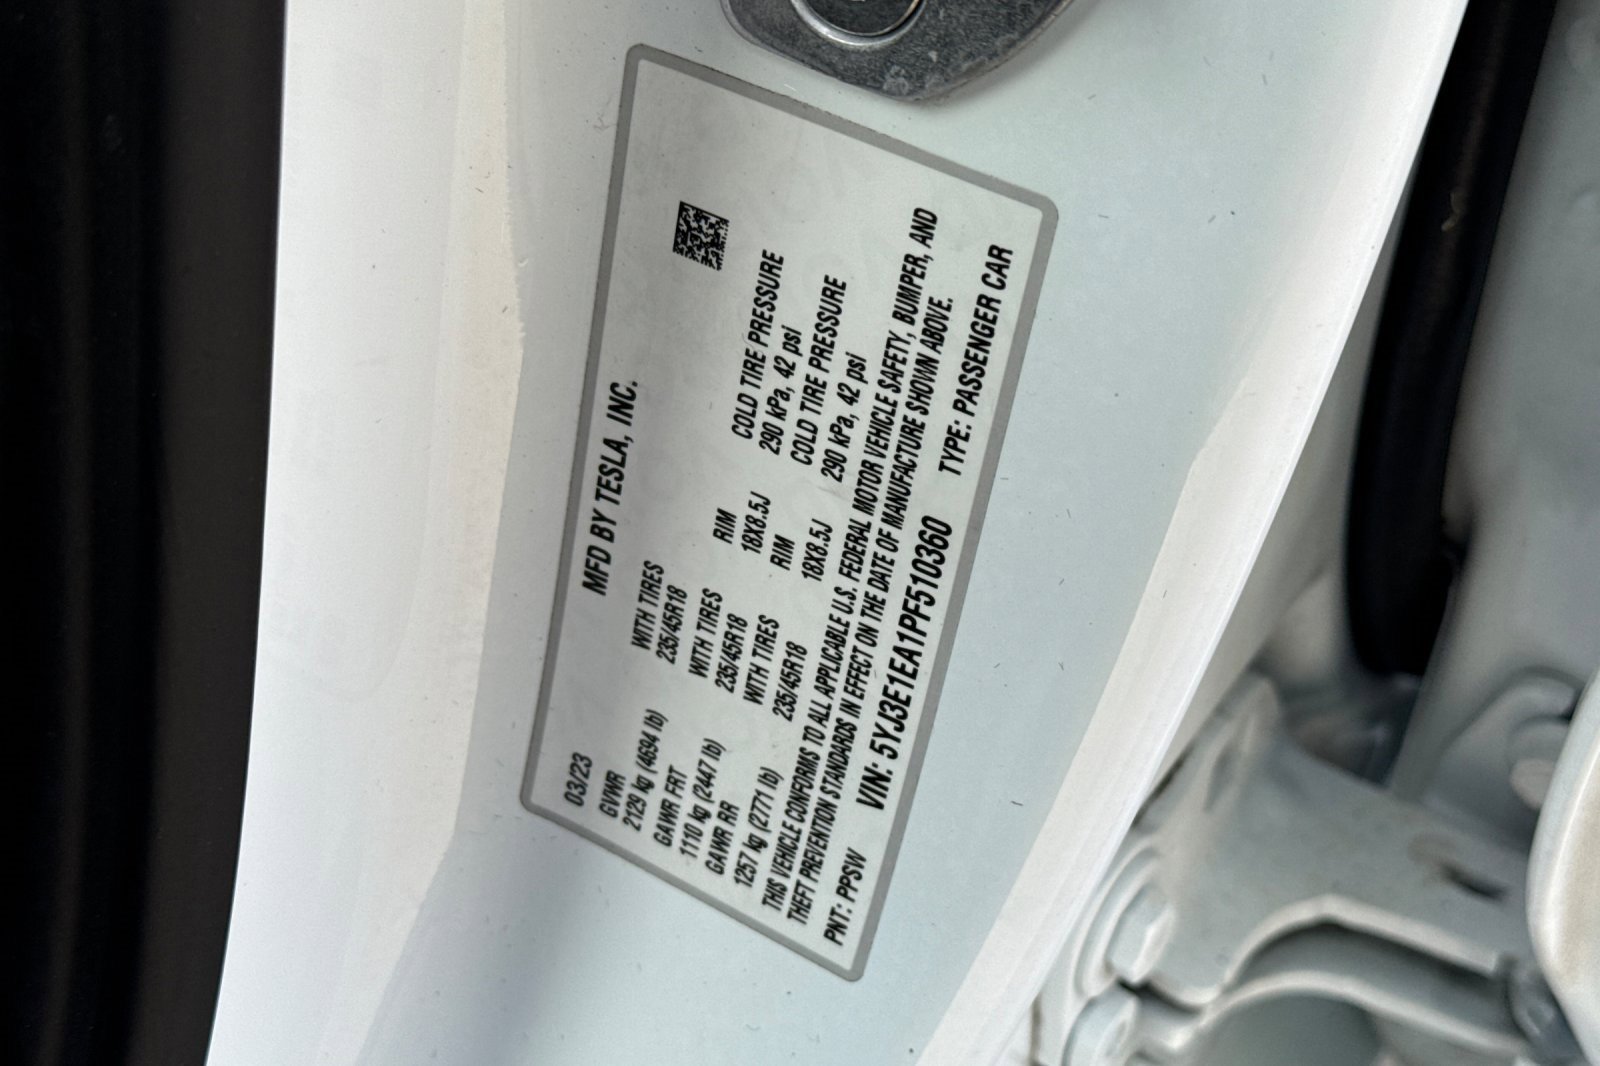 MFD BY TESLA, INC.
03/23
GVWR WITH TIRES
2129 kg (4694 lb) 235/45R18
GAWR FRT WITH TIRES RIM COLD TIRE PRESSURE
1110 kg (2447 lb) 235/45R18 18X8.5J 290 kPa, 42 psi
GAWR RR WITH TIRES RIM COLD TIRE PRESSURE
1257 kg (2771 lb) 235/45R18 18X8.5J 290 kPa, 42 psi
THIS VEHICLE CONFORMS TO ALL APPLICABLE U.S. FEDERAL MOTOR VEHICLE SAFETY, BUMPER, AND
THEFT PREVENTION STANDARDS IN EFFECT ON THE DATE OF MANUFACTURE SHOWN ABOVE.
PNT: PPSW VIN: 5YJ3E1EA1PF510360 TYPE: PASSENGER CAR